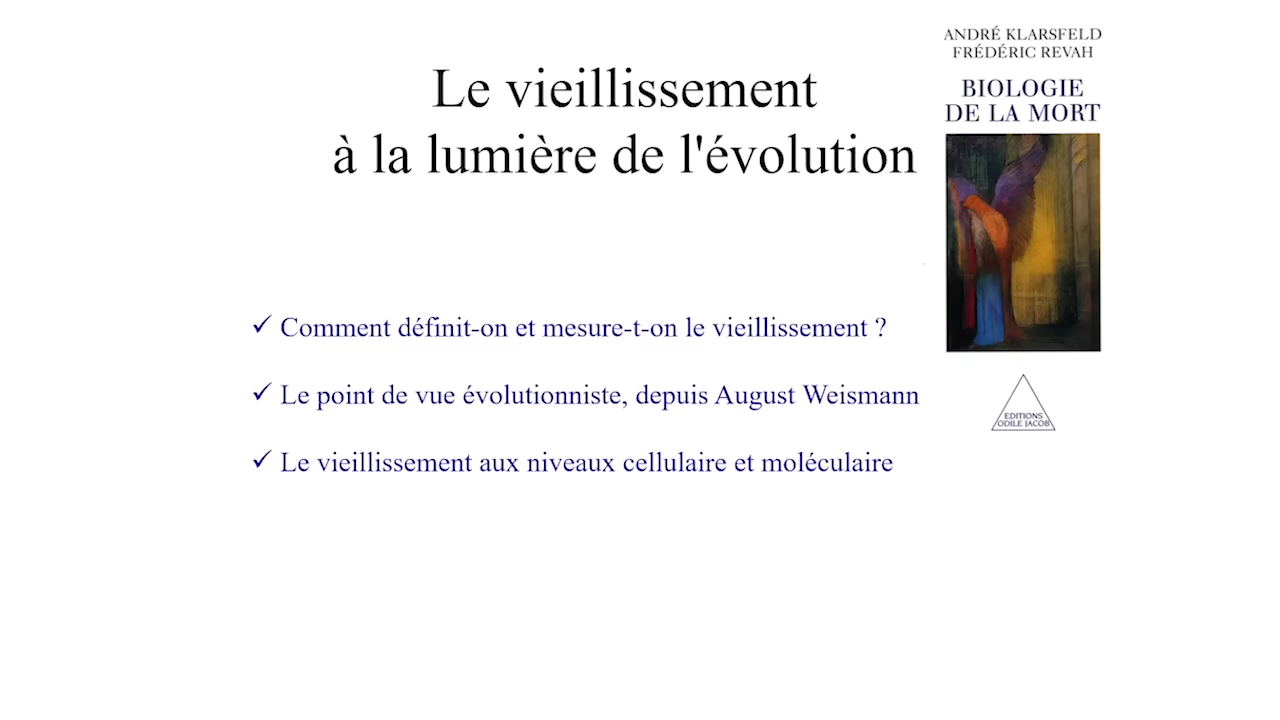 Le vieillissement
à la lumière de l'évolution
✓ Comment définit-on et mesure-t-on le vieillissement ?
✓ Le point de vue évolutionniste, depuis August Weismann
✓ Le vieillissement aux niveaux cellulaire et moléculaire
ANDRÉ KLARSFELD
FRÉDÉRIC REVAH
BIOLOGIE
DE LA MORT
EDITIONS
ODILE JACOB